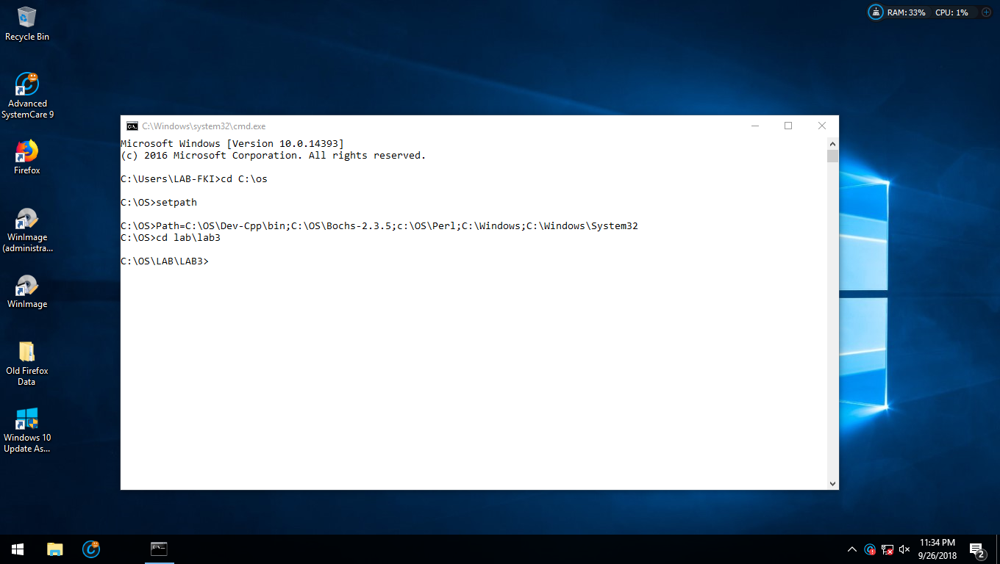 Recycle Bin
Advanced
SystemCare 9
Firefox
WinImage
(administra...
WinImage
Old Firefox
Data
Windows 10
Update As...
RAM: 33% CPU: 1%
C:\Windows\system32\cmd.exe
Microsoft Windows [Version 10.0.14393]
(c) 2016 Microsoft Corporation. All rights reserved.
C:\Users\LAB-FKI>cd C:\os
C:\OS>setpath
C:\OS>Path=C:\OS\Dev-Cpp\bin;C:\OS\Bochs-2.3.5;c:\OS\Perl;C:\Windows;C:\Windows\System32
C:\OS>cd lab\lab3
C:\OS\LAB\LAB3>
11:34 PM
9/26/2018
2